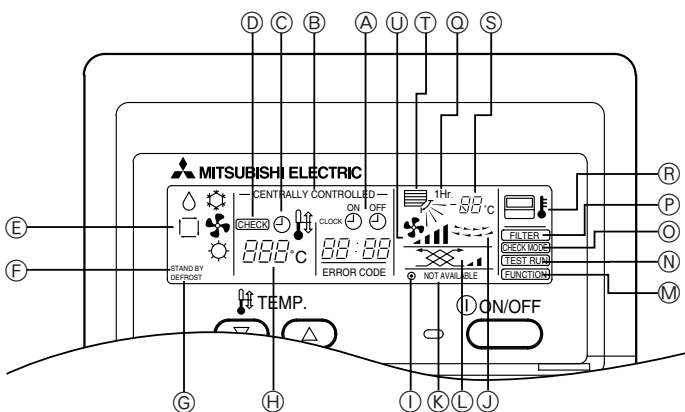 Ⓓ Ⓒ Ⓑ Ⓐ Ⓤ Ⓣ Ⓠ Ⓢ
MITSUBISHI ELECTRIC
CENTRALLY CONTROLLED
1Hr.
ON OFF
-88°C
CHECK
CLOCK
Ⓡ
Ⓔ
FILTER
Ⓟ
888°C
88:88
CHECK MODE
Ⓞ
Ⓕ
STAND BY
DEFROST
ERROR CODE
TEST RUN
Ⓝ
NOT AVAILABLE
FUNCTION
Ⓜ
TEMP.
ON/OFF
Ⓖ Ⓗ Ⓘ Ⓚ Ⓛ Ⓙ